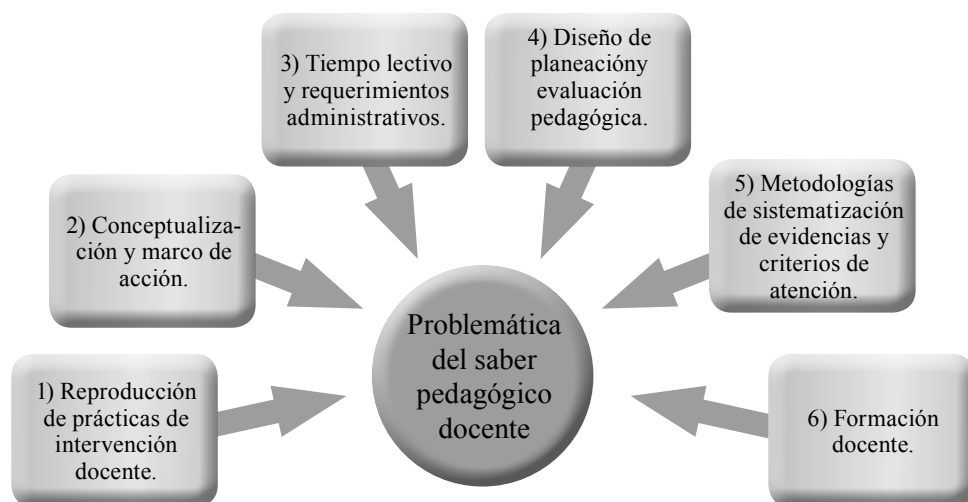 1) Reproducción
de prácticas de
intervención
docente.
2) Conceptualiza-
ción y marco de
acción.
3) Tiempo lectivo
y requerimientos
administrativos.
4) Diseño de
planeacióny
evaluación
pedagógica.
5) Metodologías
de sistematización
de evidencias y
criterios de
atención.
6) Formación
docente.
Problemática
del saber
pedagógico
docente